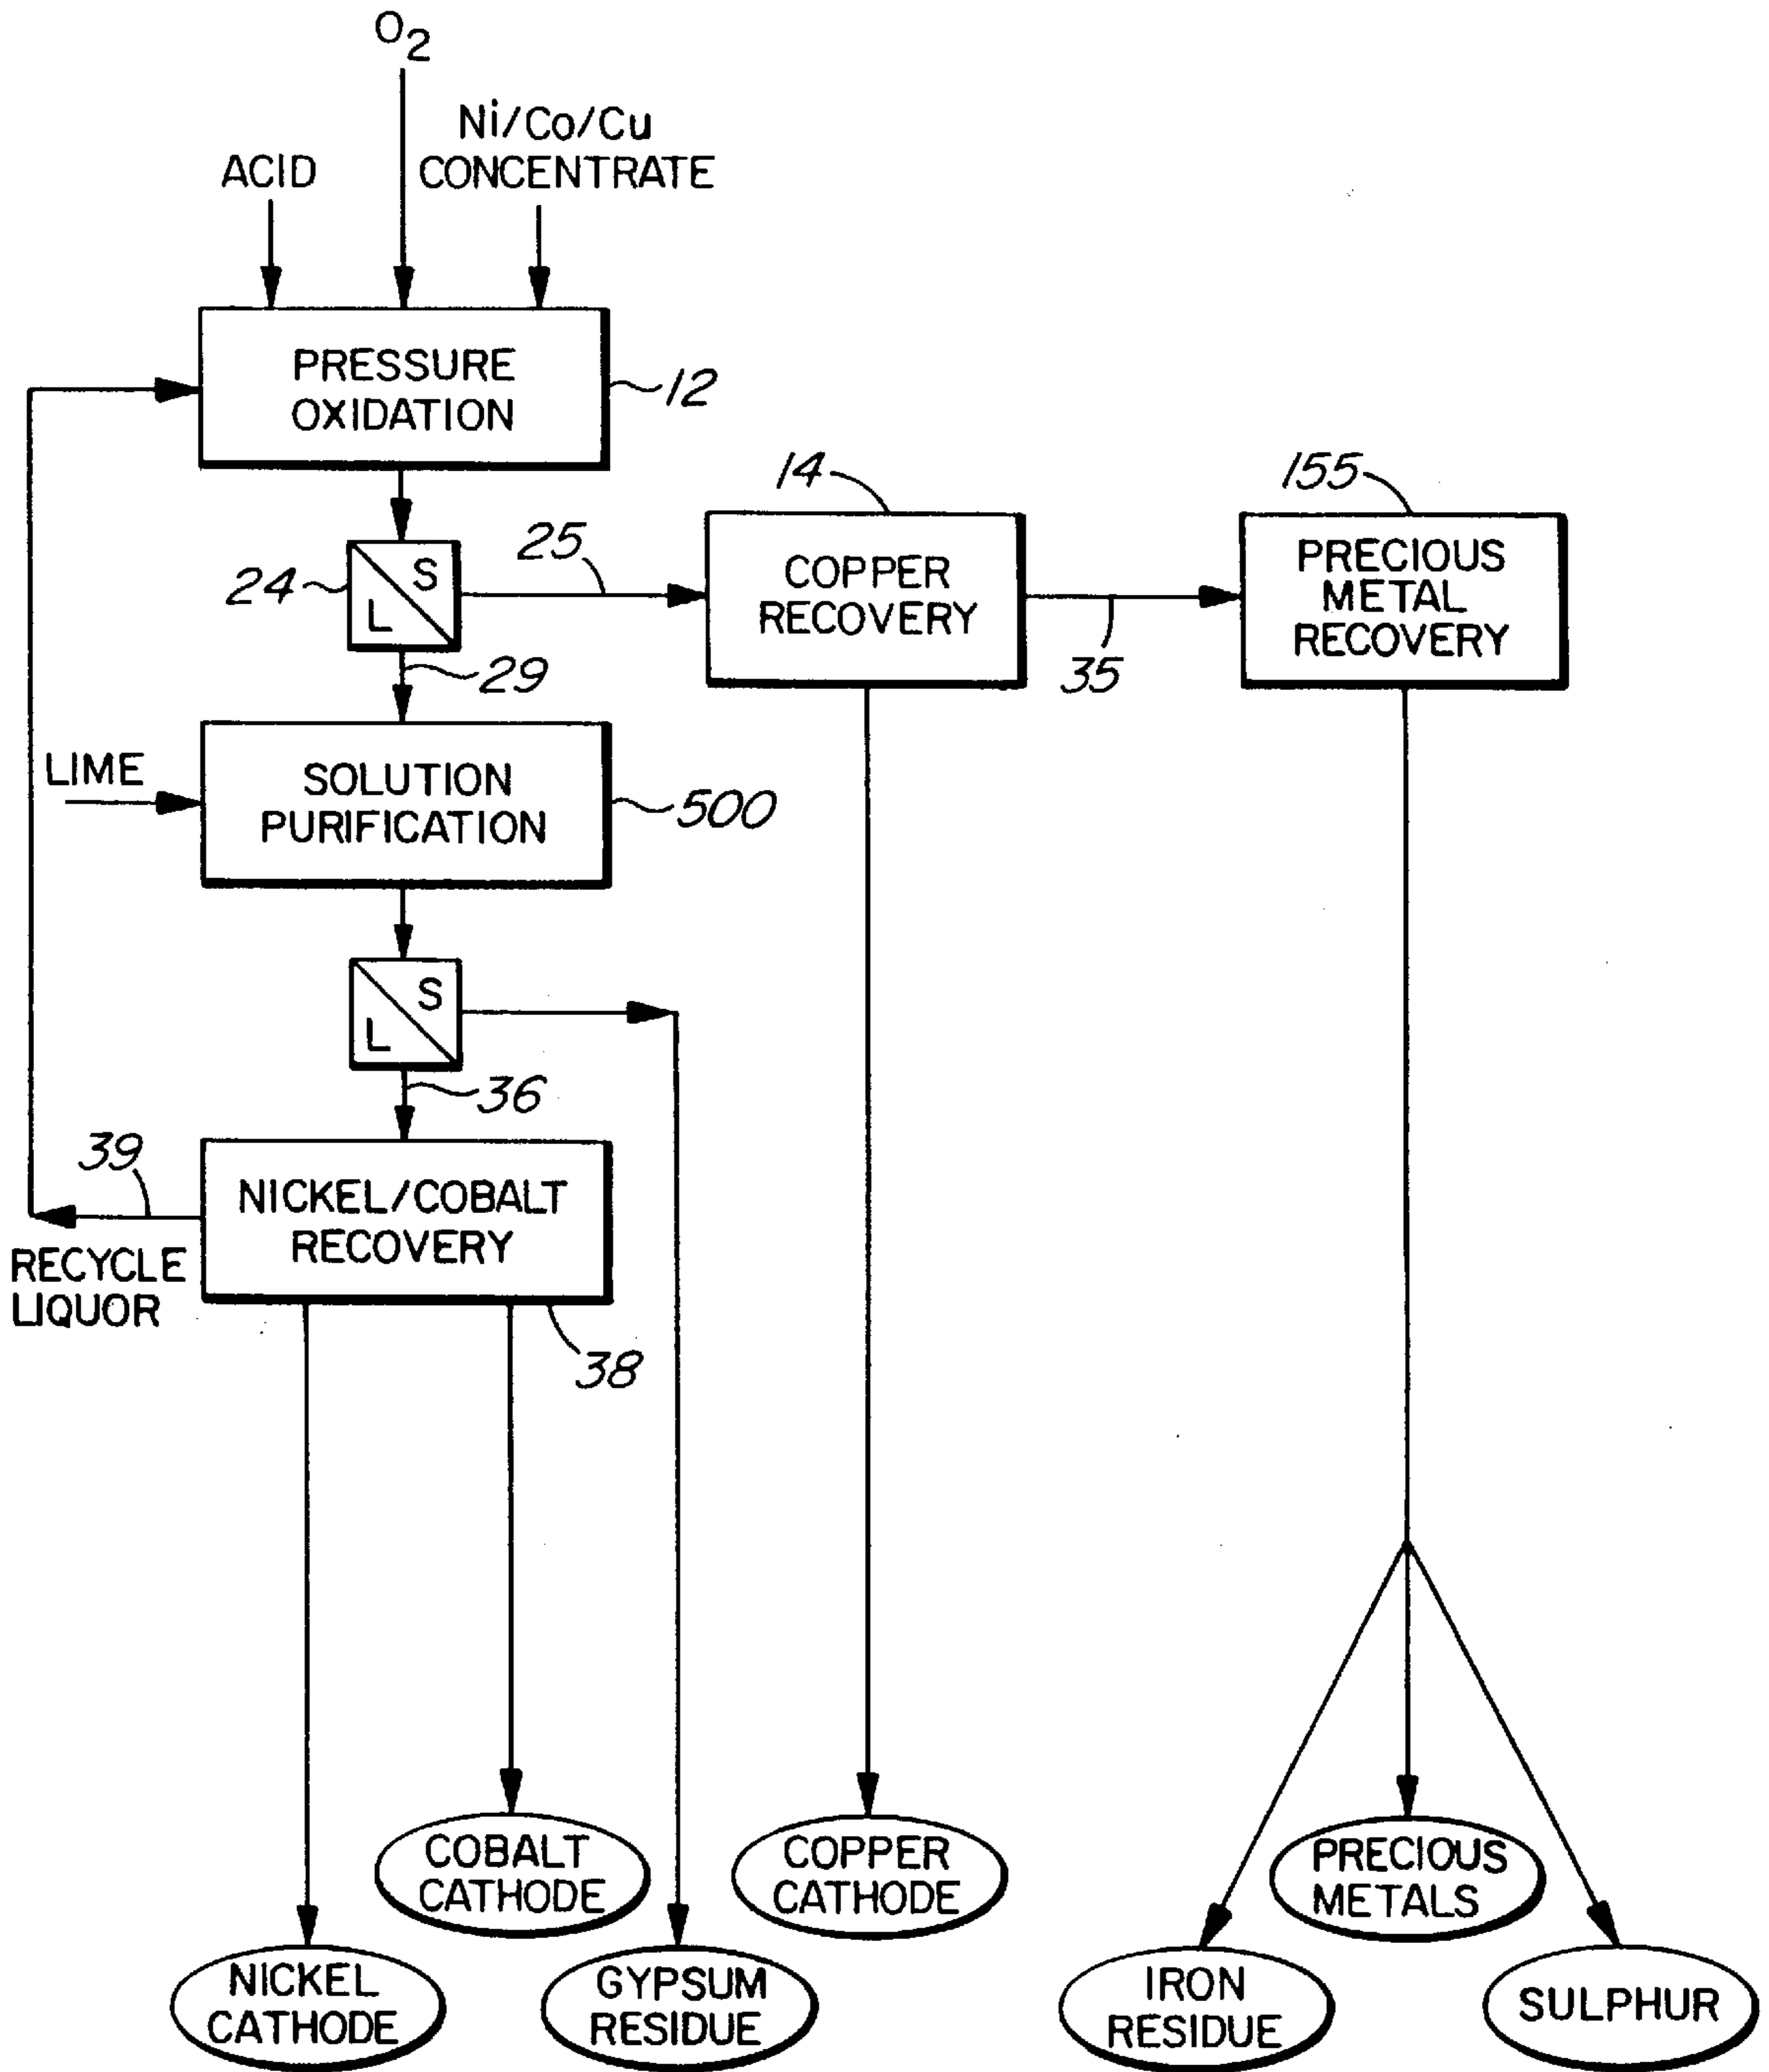 O2
Ni/Co/Cu
CONCENTRATE
ACID
PRESSURE
OXIDATION
12
14
155
24
S
L
25
COPPER
RECOVERY
35
PRECIOUS
METAL
RECOVERY
29
LIME
SOLUTION
PURIFICATION
500
S
L
36
39
NICKEL/COBALT
RECOVERY
RECYCLE
LIQUOR
38
COBALT
CATHODE
COPPER
CATHODE
PRECIOUS
METALS
NICKEL
CATHODE
GYPSUM
RESIDUE
IRON
RESIDUE
SULPHUR